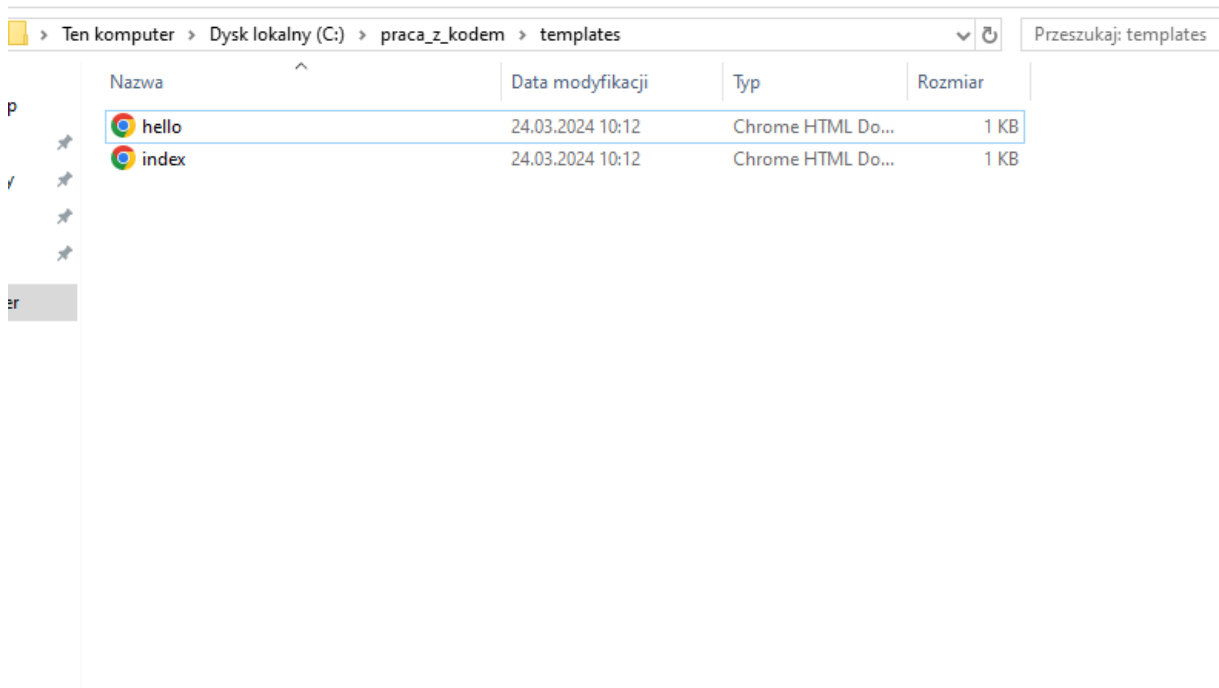 > Ten komputer > Dysk lokalny (C:) > praca_z_kodem > templates Przeszukaj: templates
Nazwa Data modyfikacji Typ Rozmiar
hello 24.03.2024 10:12 Chrome HTML Do... 1 KB
index 24.03.2024 10:12 Chrome HTML Do... 1 KB